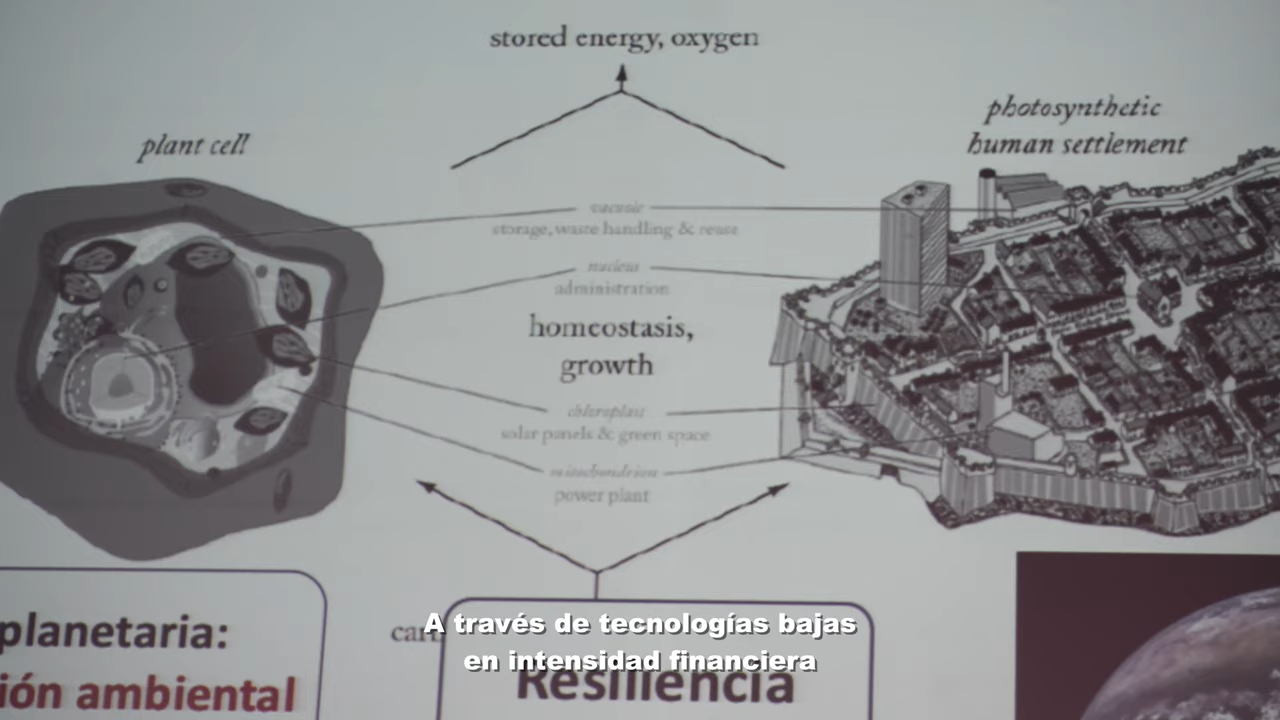 stored energy, oxygen
plant cell
photosynthetic
human settlement
vacuole
storage, waste handling & reuse
nucleus
administration
homeostasis,
growth
chloroplast
solar panels & green space
mitochondrion
power plant
planetaria:
ión ambiental
A través de tecnologías bajas
en intensidad financiera
Resiliencia